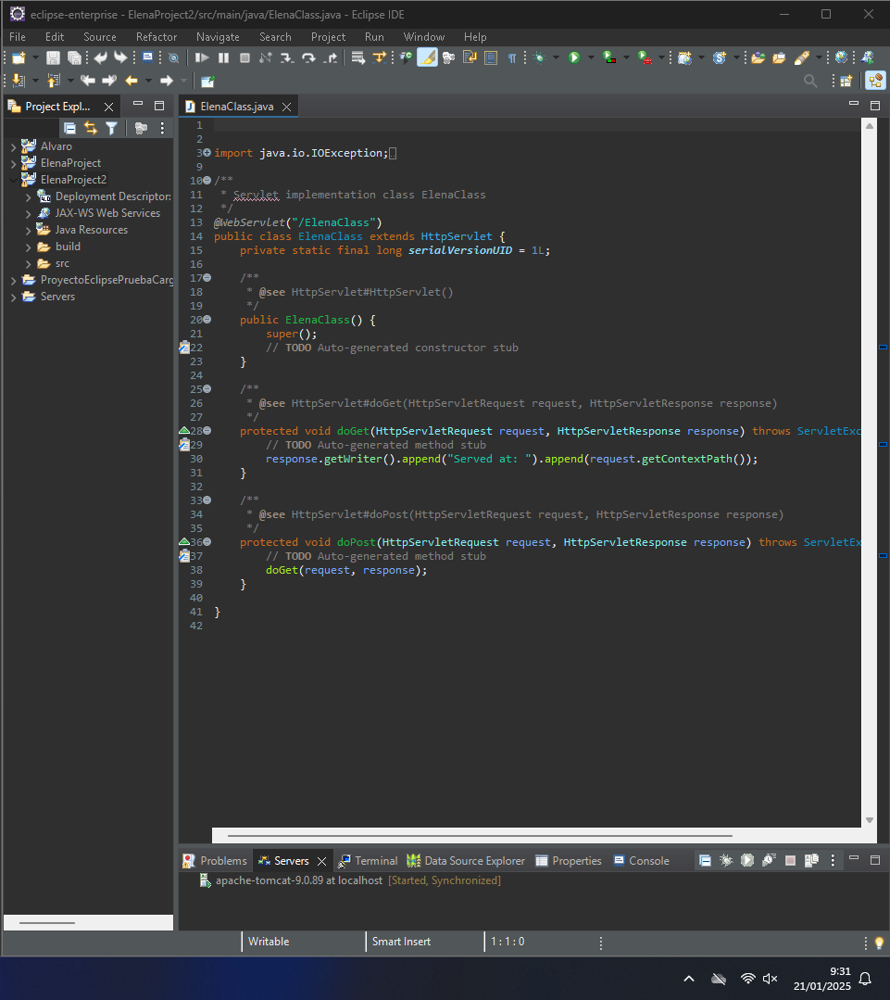 eclipse-enterprise - ElenaProject2/src/main/java/ElenaClass.java - Eclipse IDE
File Edit Source Refactor Navigate Search Project Run Window Help
Project Expl...
Alvaro
ElenaProject
ElenaProject2
Deployment Descriptor:
JAX-WS Web Services
Java Resources
build
src
ProyectoEclipsePruebaCarg
Servers
ElenaClass.java
1
2
3 import java.io.IOException;
9
10 /**
11  * Servlet implementation class ElenaClass
12  */
13 @WebServlet("/ElenaClass")
14 public class ElenaClass extends HttpServlet {
15     private static final long serialVersionUID = 1L;
16
17     /**
18      * @see HttpServlet#HttpServlet()
19      */
20     public ElenaClass() {
21         super();
22         // TODO Auto-generated constructor stub
23     }
24
25     /**
26      * @see HttpServlet#doGet(HttpServletRequest request, HttpServletResponse response)
27      */
28     protected void doGet(HttpServletRequest request, HttpServletResponse response) throws ServletExc
29         // TODO Auto-generated method stub
30         response.getWriter().append("Served at: ").append(request.getContextPath());
31     }
32
33     /**
34      * @see HttpServlet#doPost(HttpServletRequest request, HttpServletResponse response)
35      */
36     protected void doPost(HttpServletRequest request, HttpServletResponse response) throws ServletEx
37         // TODO Auto-generated method stub
38         doGet(request, response);
39     }
40
41 }
42
Problems Servers Terminal Data Source Explorer Properties Console
apache-tomcat-9.0.89 at localhost [Started, Synchronized]
Writable Smart Insert 1 : 1 : 0
9:31
21/01/2025